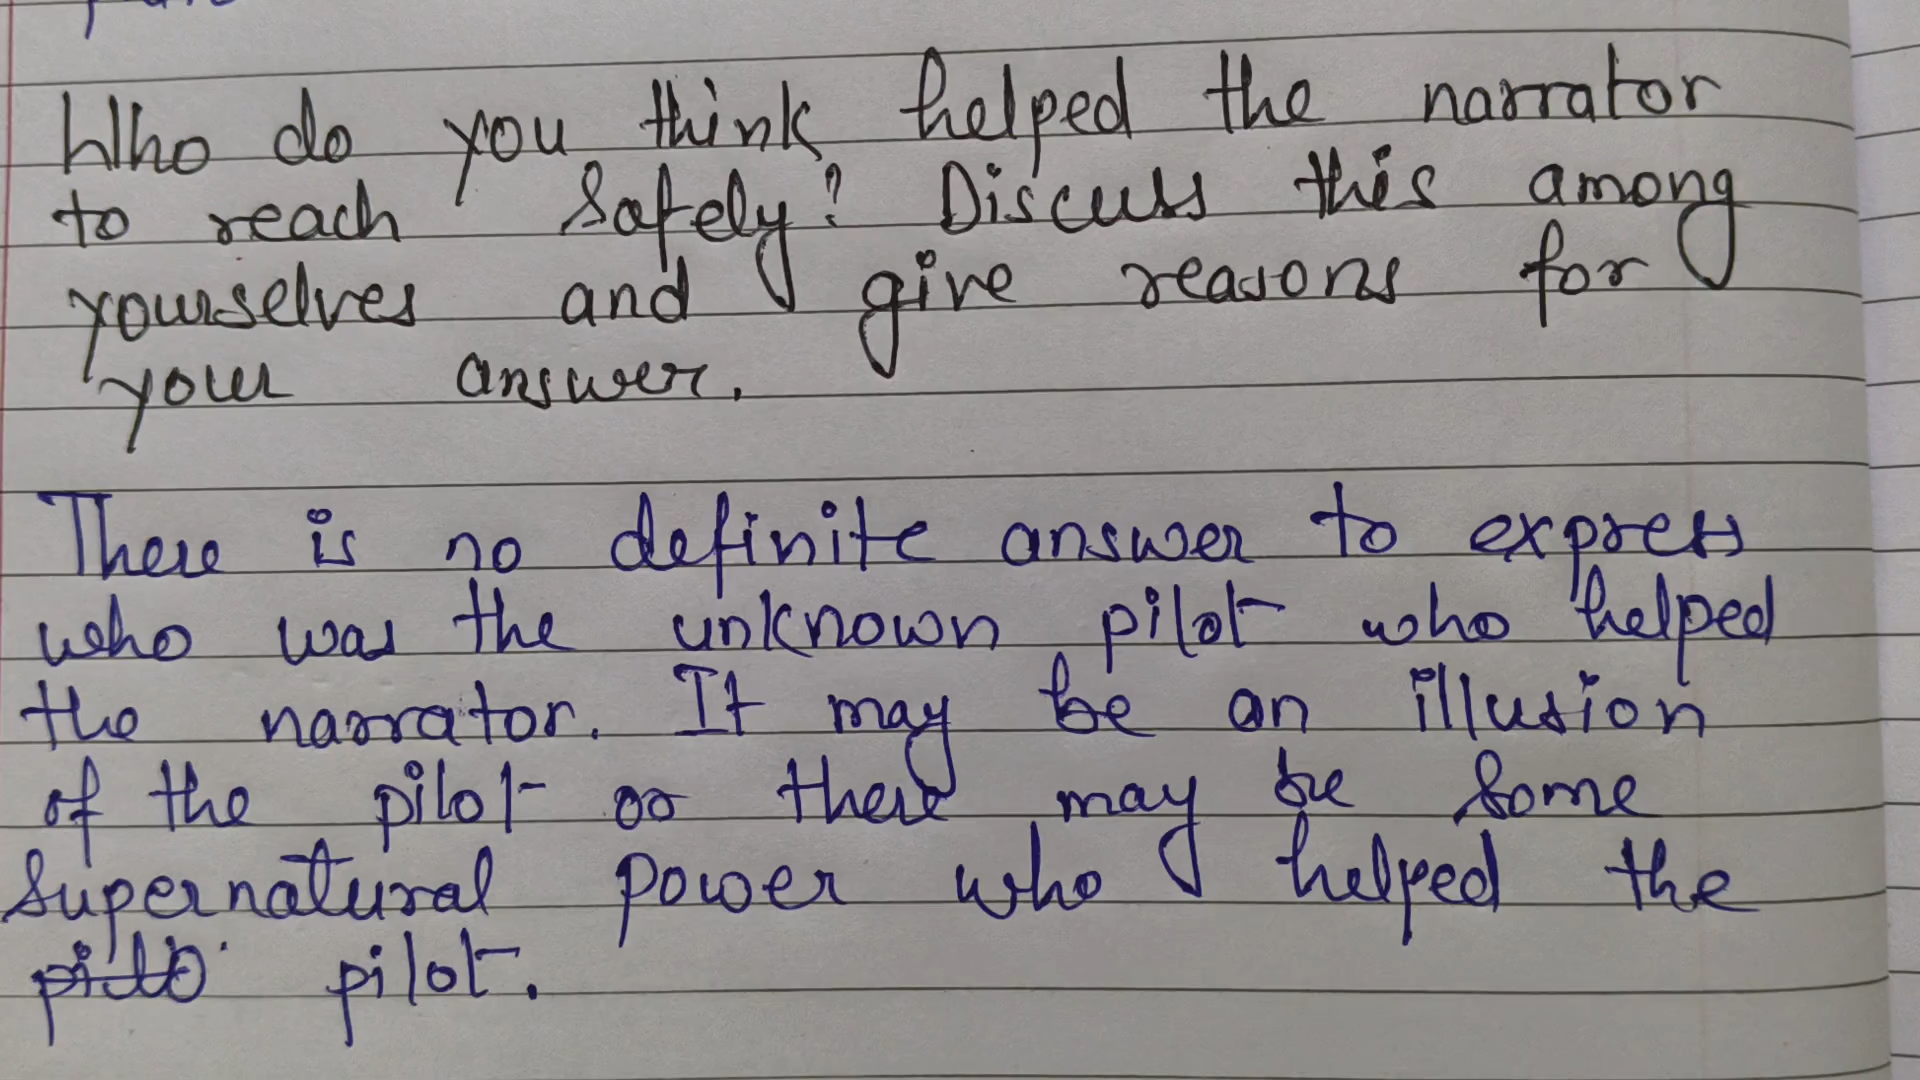 Who do you think helped the narrator
to reach safely? Discuss this among
yourselves and give reasons for
your answer.
There is no definite answer to express
who was the unknown pilot who helped
the narrator. It may be an illusion
of the pilot or there may be some
supernatural power who helped the
pilot.